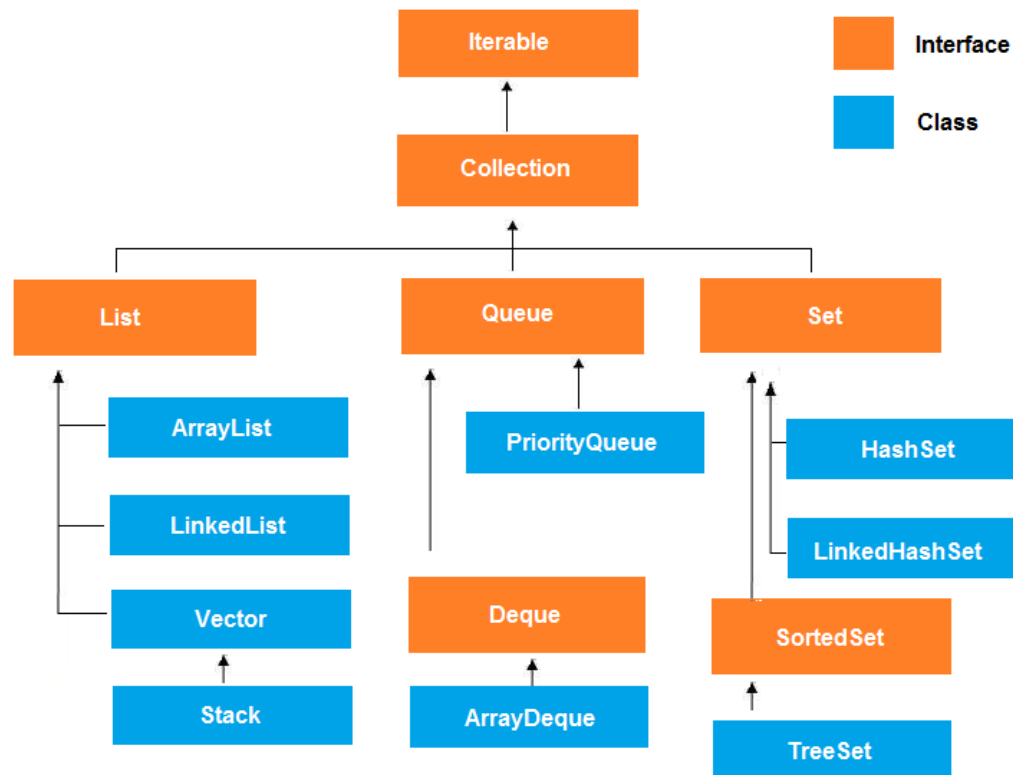 Iterable
Interface
Class
Collection
List
Queue
Set
ArrayList
PriorityQueue
HashSet
LinkedList
LinkedHashSet
Vector
Deque
SortedSet
Stack
ArrayDeque
TreeSet